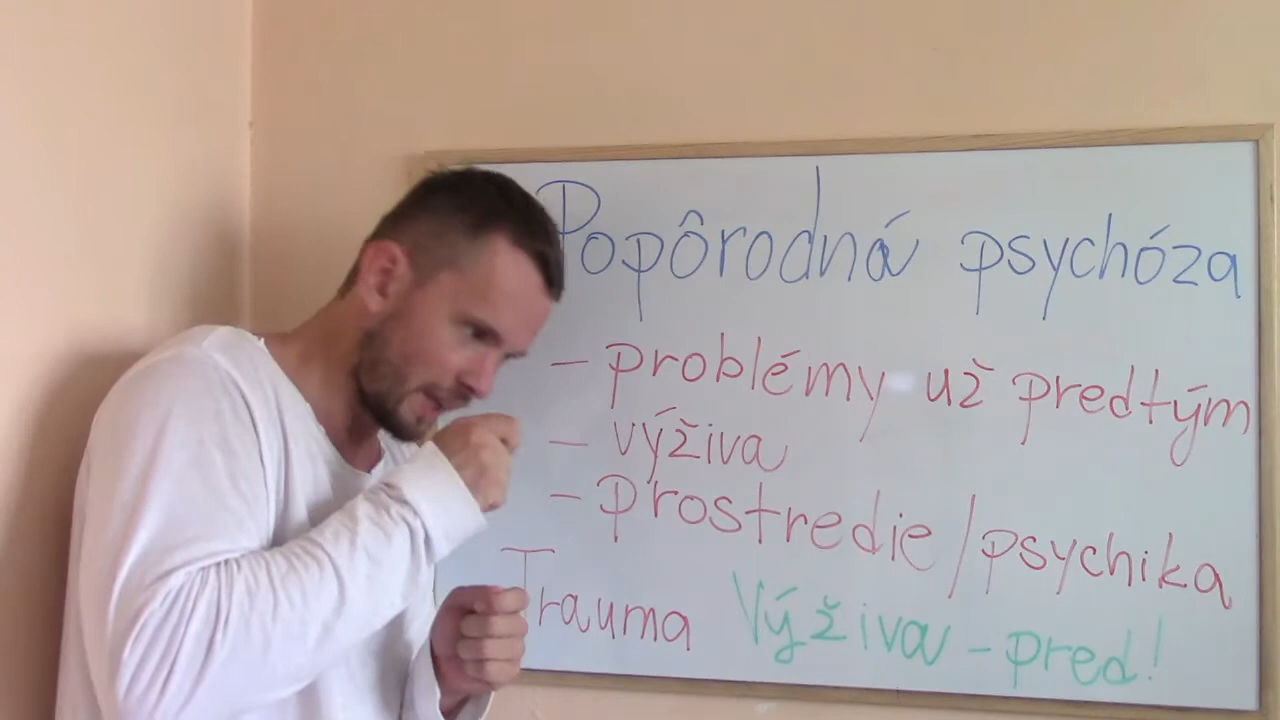 Popôrodná psychóza
- problémy už predtým
- výživa
- prostredie/psychika
Trauma
Výživa - pred!